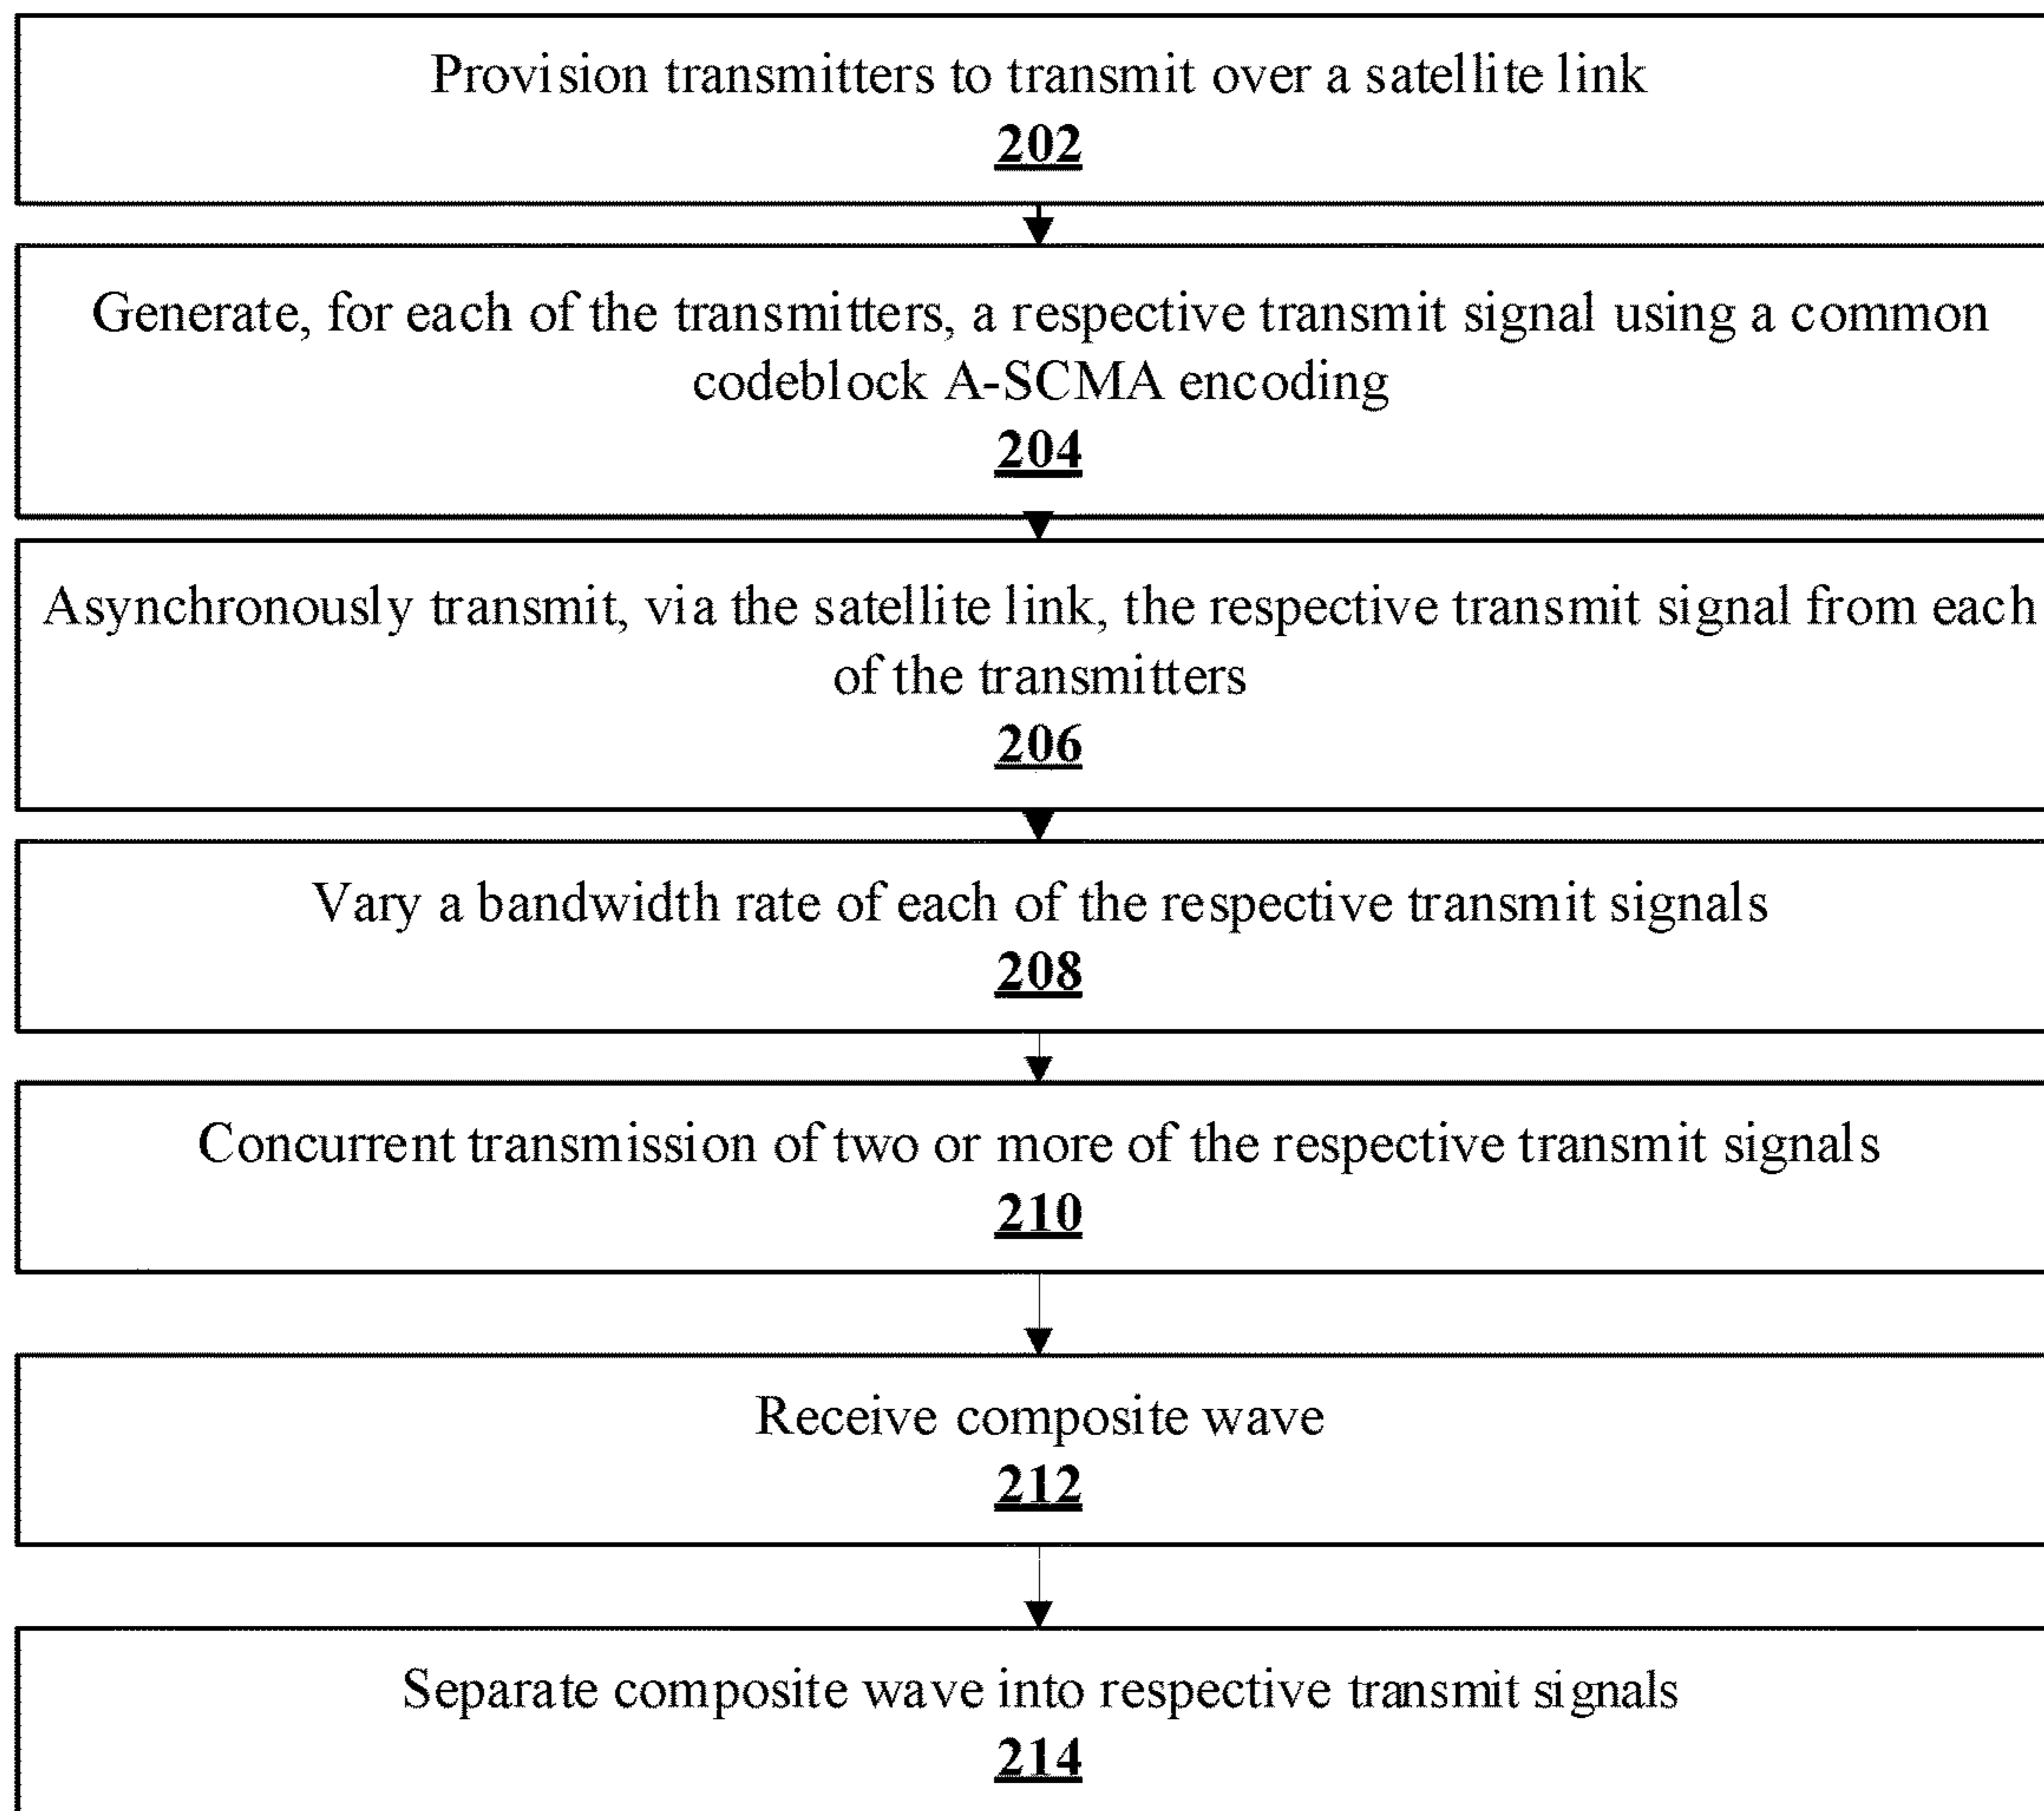 Provision transmitters to transmit over a satellite link
202
Generate, for each of the transmitters, a respective transmit signal using a common
codeblock A-SCMA encoding
204
Asynchronously transmit, via the satellite link, the respective transmit signal from each
of the transmitters
206
Vary a bandwidth rate of each of the respective transmit signals
208
Concurrent transmission of two or more of the respective transmit signals
210
Receive composite wave
212
Separate composite wave into respective transmit signals
214